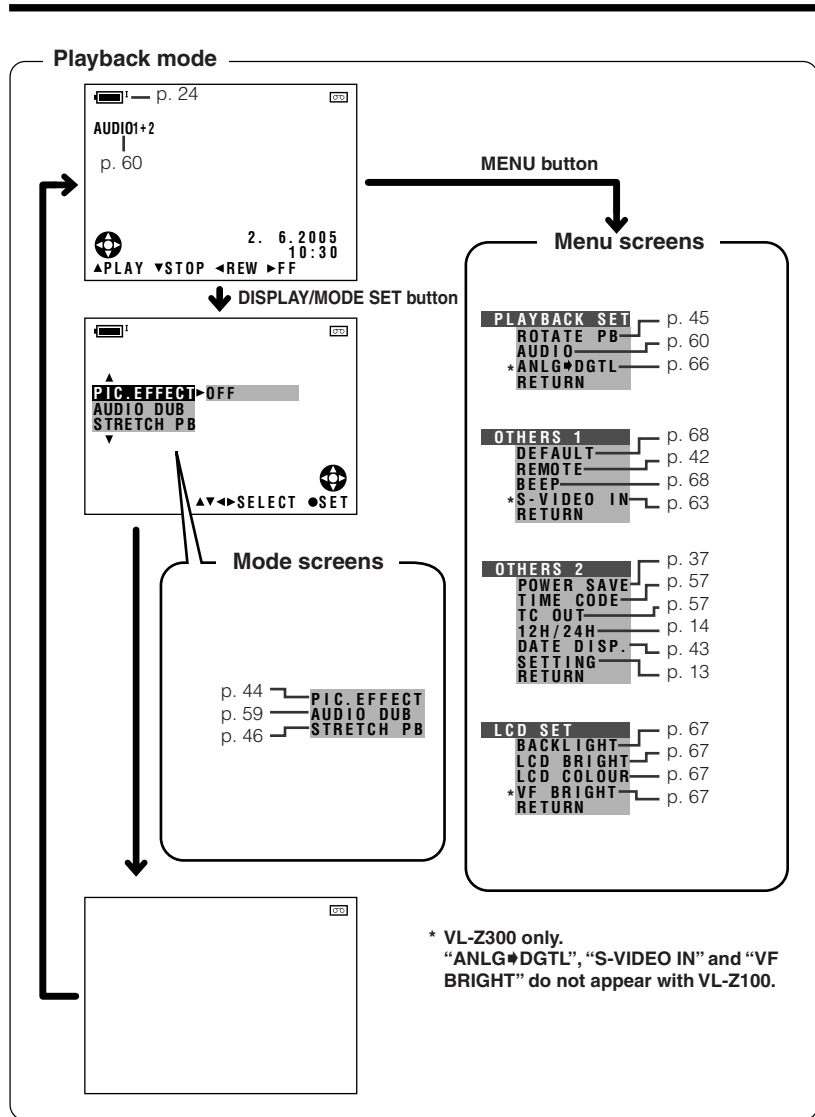 Playback mode
p. 24
AUDIO1+2
p. 60
2. 6.2005
10:30
▲PLAY ▼STOP ◄REW ►FF
MENU button
DISPLAY/MODE SET button
PIC.EFFECT►OFF
AUDIO DUB
STRETCH PB
▲▼◄►SELECT ●SET
Mode screens
p. 44 PIC.EFFECT
p. 59 AUDIO DUB
p. 46 STRETCH PB
Menu screens
PLAYBACK SET
ROTATE PB p. 45
AUDIO p. 60
*ANLG➧DGTL p. 66
RETURN
OTHERS 1
DEFAULT p. 68
REMOTE p. 42
BEEP p. 68
*S-VIDEO IN p. 63
RETURN
OTHERS 2
POWER SAVE p. 37
TIME CODE p. 57
TC OUT p. 57
12H/24H p. 14
DATE DISP. p. 43
SETTING p. 13
RETURN
LCD SET
BACKLIGHT p. 67
LCD BRIGHT p. 67
LCD COLOUR p. 67
*VF BRIGHT p. 67
RETURN
* VL-Z300 only.
“ANLG➧DGTL”, “S-VIDEO IN” and “VF
BRIGHT” do not appear with VL-Z100.